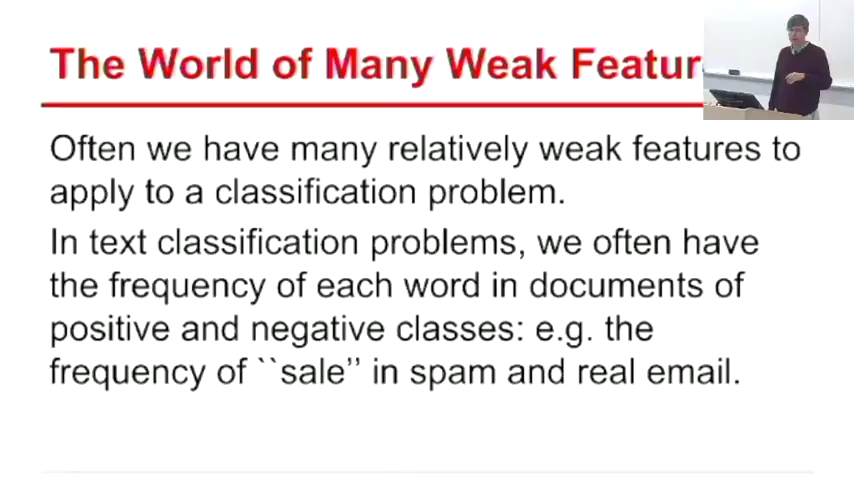 The World of Many Weak Featur
Often we have many relatively weak features to
apply to a classification problem.
In text classification problems, we often have
the frequency of each word in documents of
positive and negative classes: e.g. the
frequency of ``sale’’ in spam and real email.